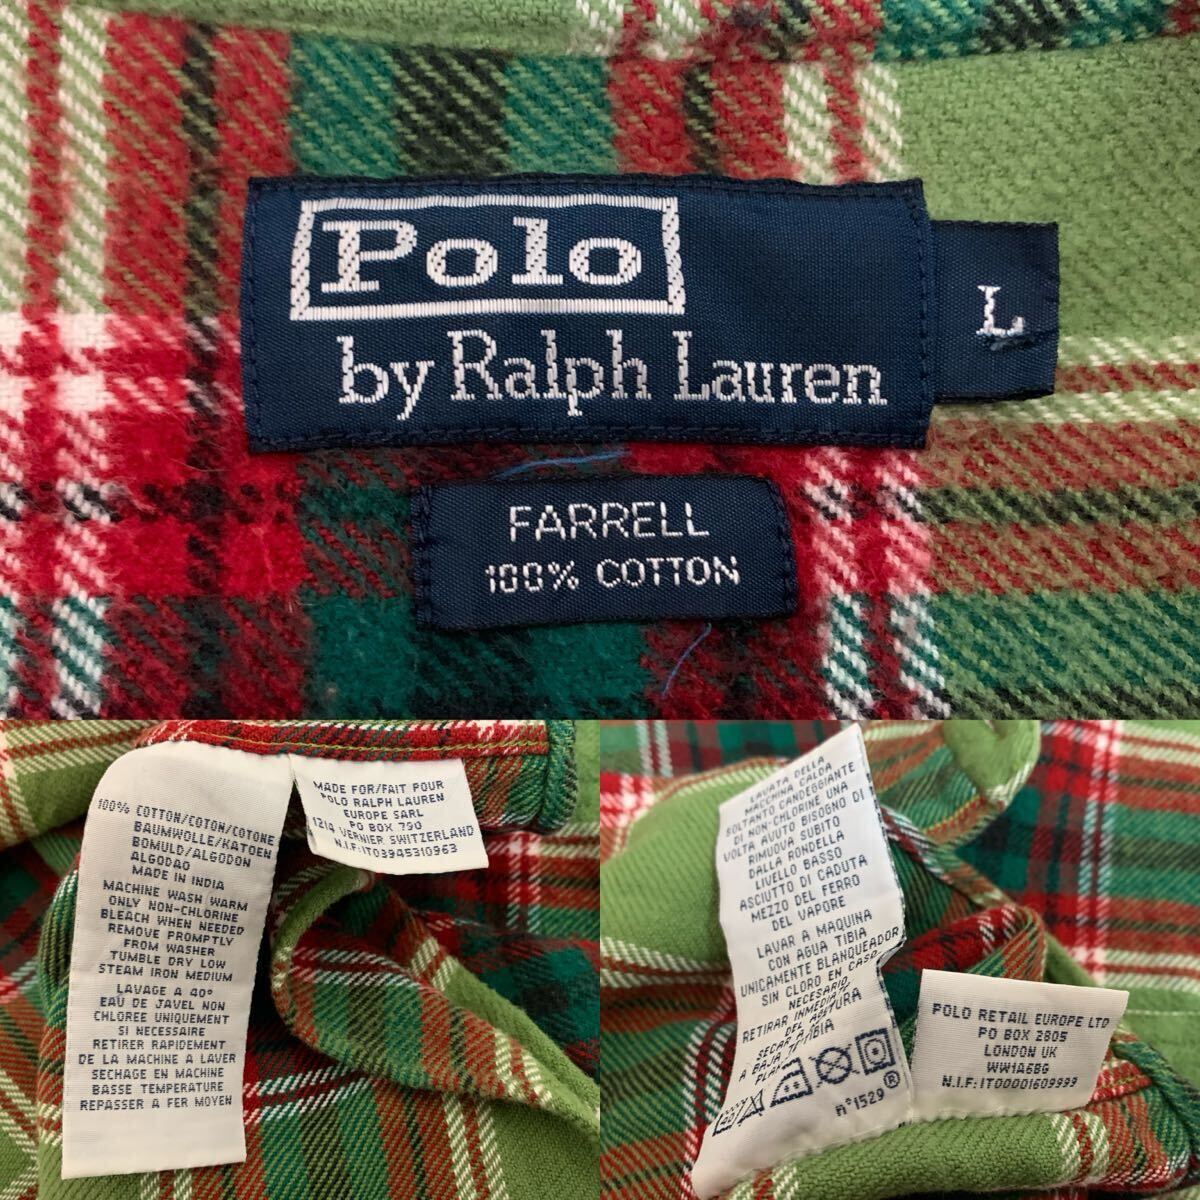 Polo
by Ralph Lauren
L
FARRELL
100% COTTON
100% COTTON/COTON/COTONE
BAUMWOLLE/KATOEN
BOMULD/ALGODON
ALGODAO
MADE IN INDIA
MACHINE WASH WARM
ONLY NON-CHLORINE
BLEACH WHEN NEEDED
REMOVE PROMPTLY
FROM WASHER
TUMBLE DRY LOW
STEAM IRON MEDIUM
LAVAGE A 40°
EAU DE JAVEL NON
CHLOREE UNIQUEMENT
SI NECESSAIRE
RETIRER RAPIDEMENT
DE LA MACHINE A LAVER
SECHAGE EN MACHINE
BASSE TEMPERATURE
REPASSER A FER MOYEN
MADE FOR/FAIT POUR
POLO RALPH LAUREN
EUROPE SARL
PO BOX 790
1214 VERNIER SWITZERLAND
N.I.F:IT03945310963
LAVATA DELLA
MACCHINA CALDA
SOLTANTO CANDEGGIANTE
DI NON-CHLORINE UNA
VOLTA AVUTO BISOGNO DI
RIMUOVA SUBITO
DALLA RONDELLA
LIVELLO BASSO
ASCIUTTO DI CADUTA
MEZZO DEL FERRO
DEL VAPORE
LAVAR A MAQUINA
CON AGUA TIBIA
UNICAMENTE BLANQUEADOR
SIN CLORO EN CASO
NECESARIO
RETIRAR
DEL
SECAR A
A BAJA
40
n°1529®
POLO RETAIL EUROPE LTD
PO BOX 2805
LONDON UK
WW1A6BG
N.I.F:IT00001609999